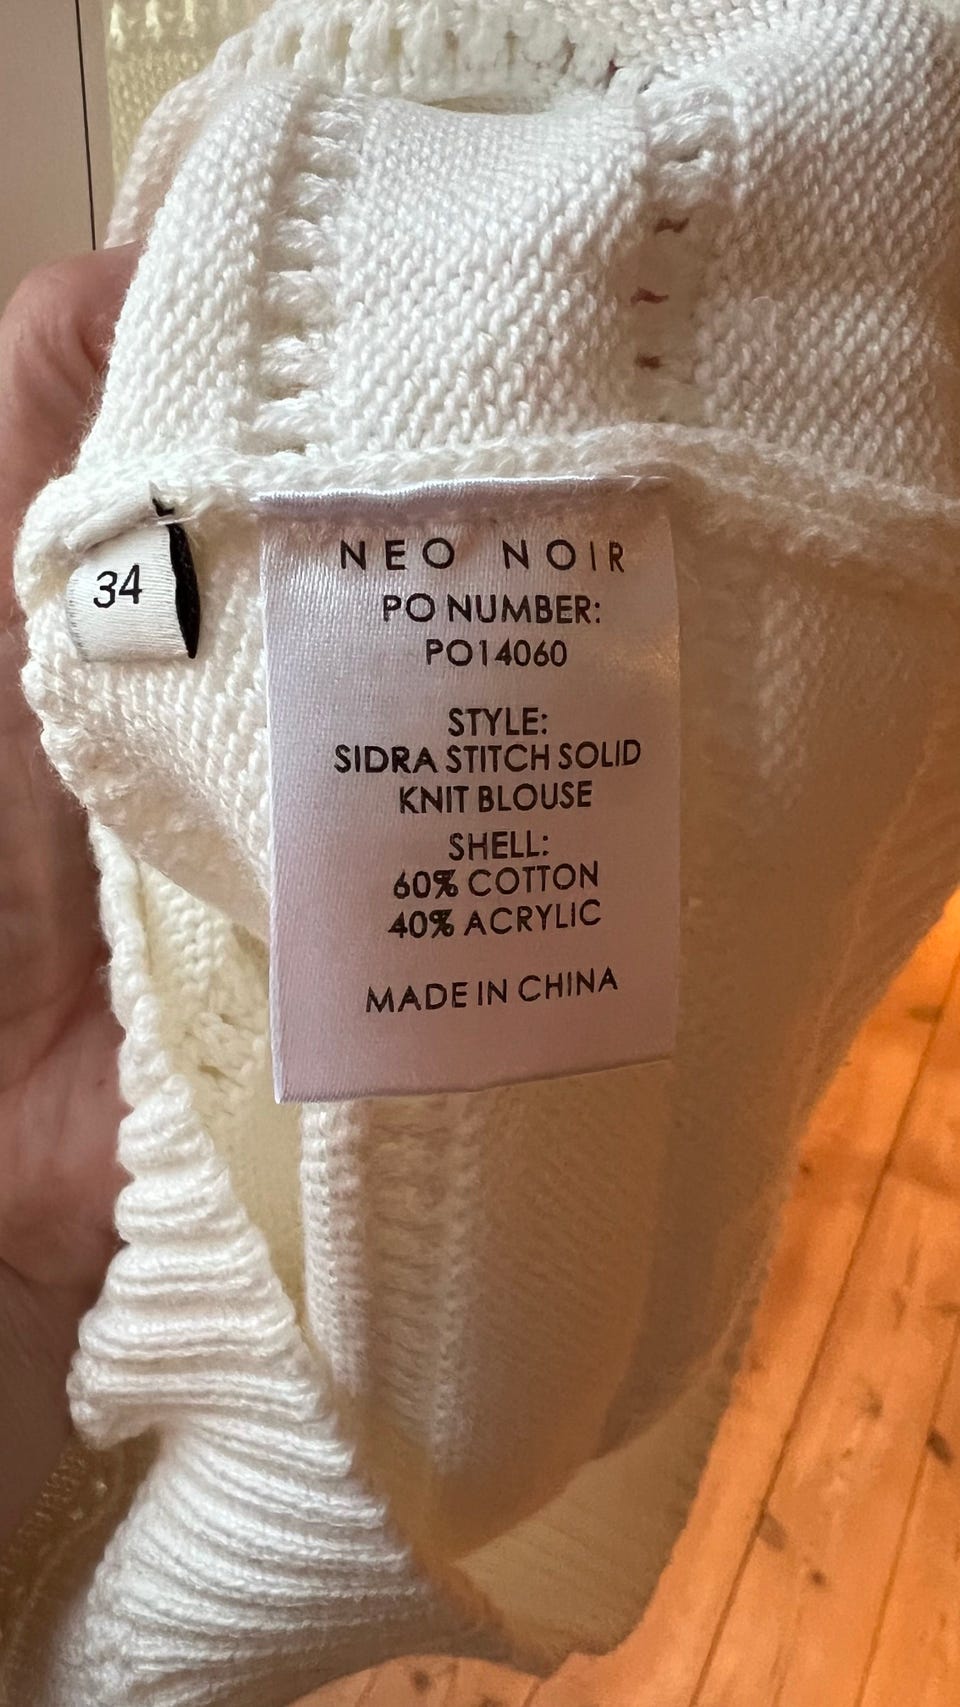 34
NEO NOIR
PO NUMBER:
PO14060
STYLE:
SIDRA STITCH SOLID
KNIT BLOUSE
SHELL:
60% COTTON
40% ACRYLIC
MADE IN CHINA